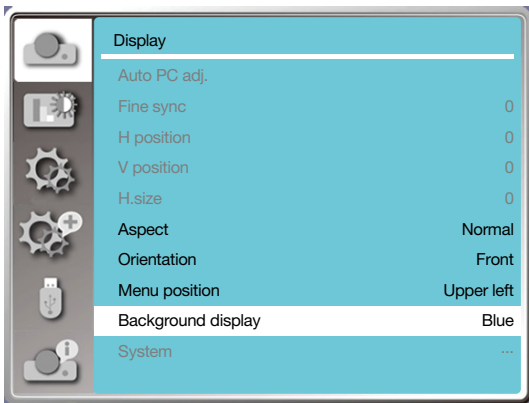 Display
Auto PC adj.
Fine sync 0
H position 0
V position 0
H.size 0
Aspect Normal
Orientation Front
Menu position Upper left
Background display Blue
System ...